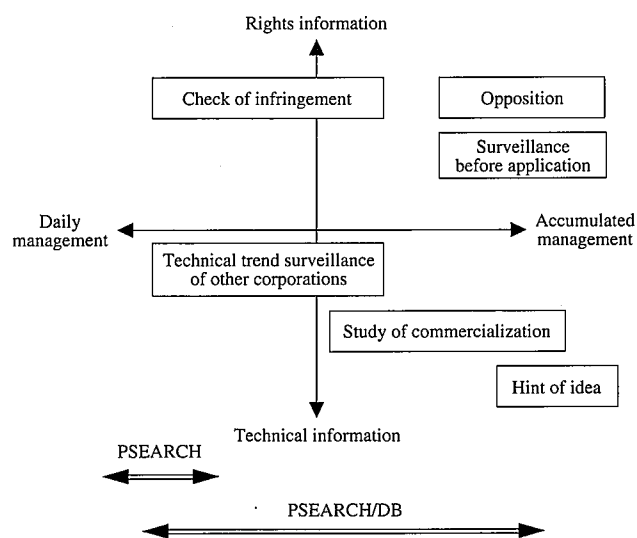 Rights information
Check of infringement
Opposition
Surveillance
before application
Daily
management
Accumulated
management
Technical trend surveillance
of other corporations
Study of commercialization
Hint of idea
Technical information
PSEARCH
PSEARCH/DB